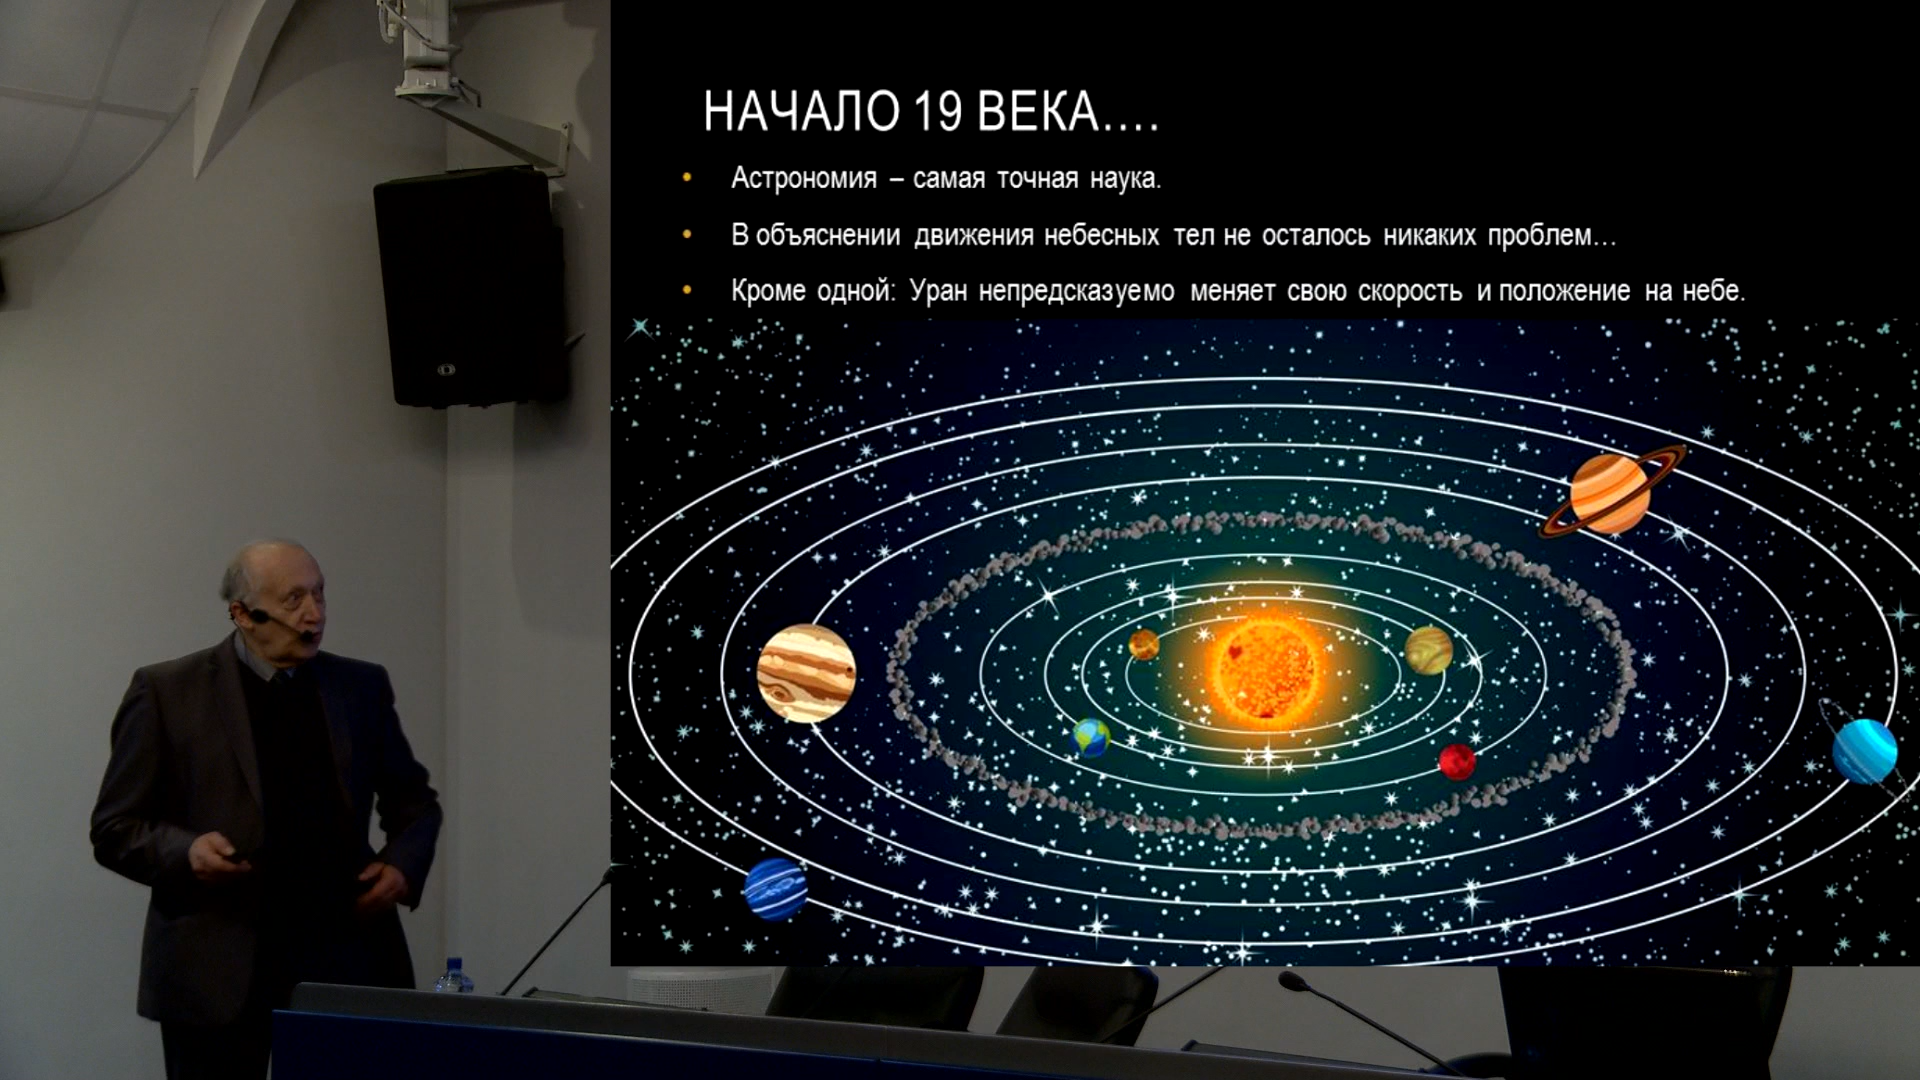 НАЧАЛО 19 ВЕКА....
Астрономия – самая точная наука.
В объяснении движения небесных тел не осталось никаких проблем...
Кроме одной: Уран непредсказуемо меняет свою скорость и положение на небе.